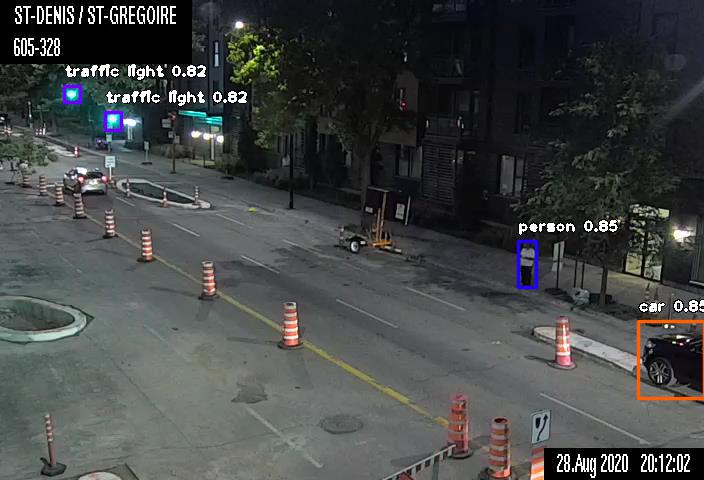 ST-DENIS / ST-GREGOIRE
605-328
traffic light 0.82
traffic light 0.82
person 0.85
car 0.85
28.Aug 2020 20:12:02